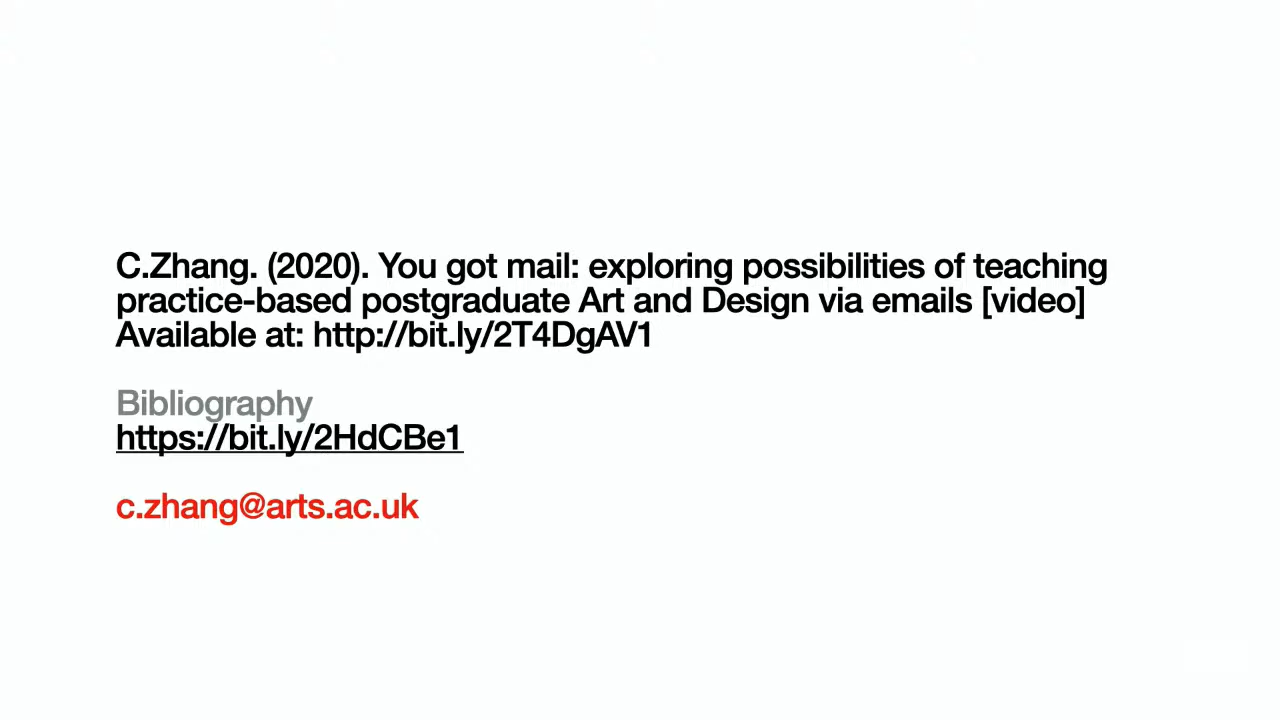 C.Zhang. (2020). You got mail: exploring possibilities of teaching
practice-based postgraduate Art and Design via emails [video]
Available at: http://bit.ly/2T4DgAV1
Bibliography
https://bit.ly/2HdCBe1
c.zhang@arts.ac.uk